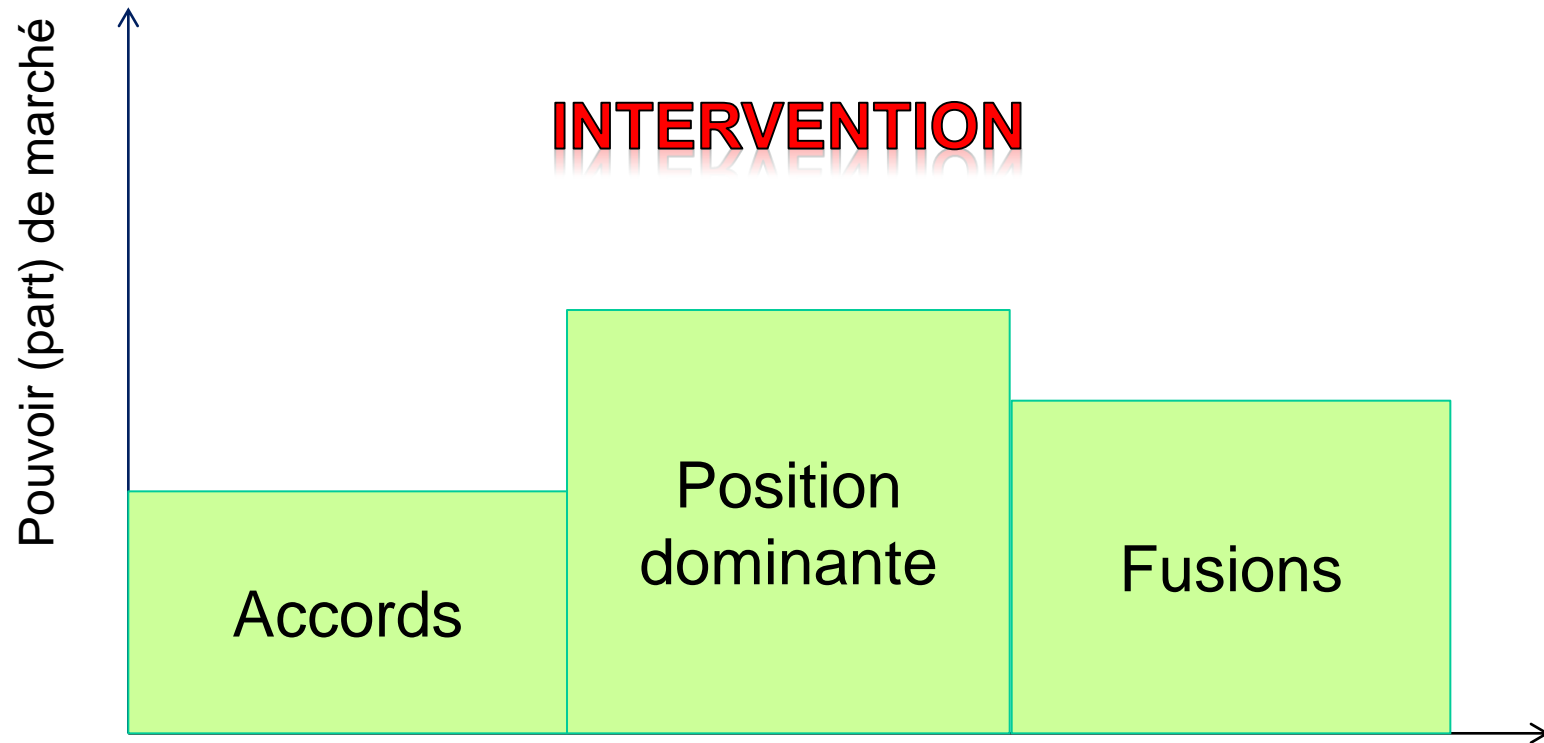 Pouvoir (part) de marché
INTERVENTION
Accords
Position
dominante
Fusions